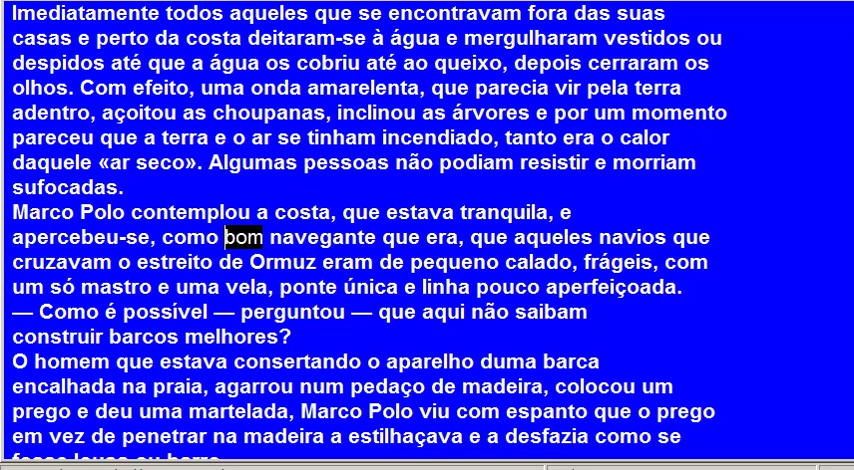 Imediatamente todos aqueles que se encontravam fora das suas
casas e perto da costa deitaram-se à água e mergulharam vestidos ou
despidos até que a água os cobriu até ao queixo, depois cerraram os
olhos. Com efeito, uma onda amarelenta, que parecia vir pela terra
adentro, açoitou as choupanas, inclinou as árvores e por um momento
pareceu que a terra e o ar se tinham incendiado, tanto era o calor
daquele «ar seco». Algumas pessoas não podiam resistir e morriam
sufocadas.
Marco Polo contemplou a costa, que estava tranquila, e
apercebeu-se, como bom navegante que era, que aqueles navios que
cruzavam o estreito de Ormuz eram de pequeno calado, frágeis, com
um só mastro e uma vela, ponte única e linha pouco aperfeiçoada.
— Como é possível — perguntou — que aqui não saibam
construir barcos melhores?
O homem que estava consertando o aparelho duma barca
encalhada na praia, agarrou num pedaço de madeira, colocou um
prego e deu uma martelada, Marco Polo viu com espanto que o prego
em vez de penetrar na madeira a estilhaçava e a desfazia como se